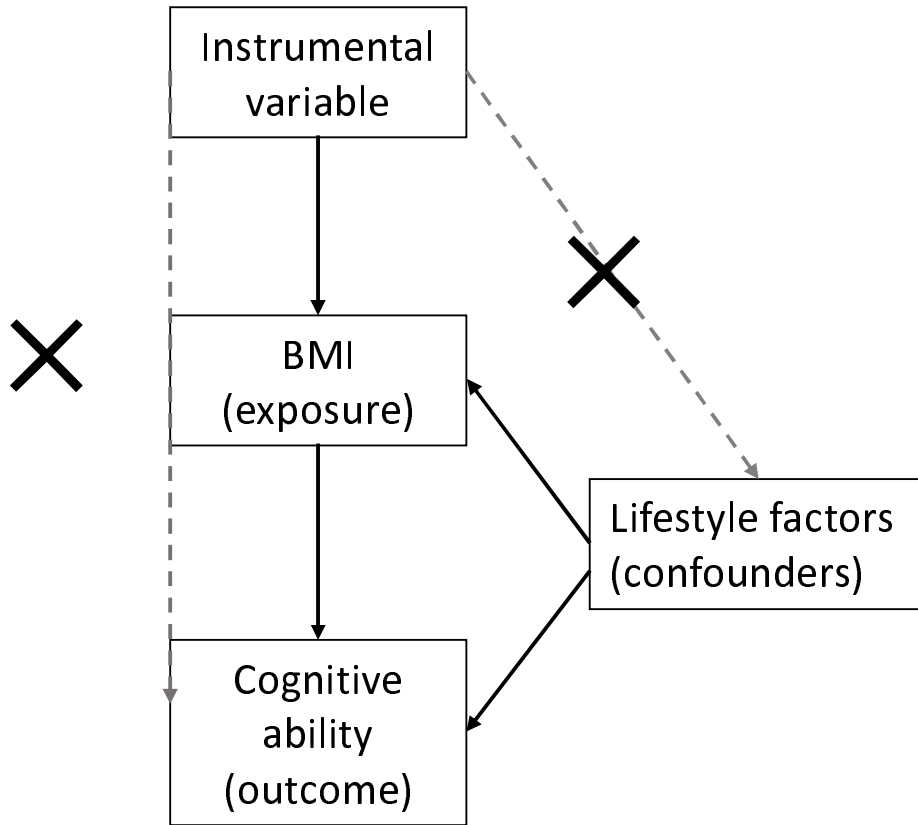 Instrumental
variable
BMI
(exposure)
Lifestyle factors
(confounders)
Cognitive
ability
(outcome)